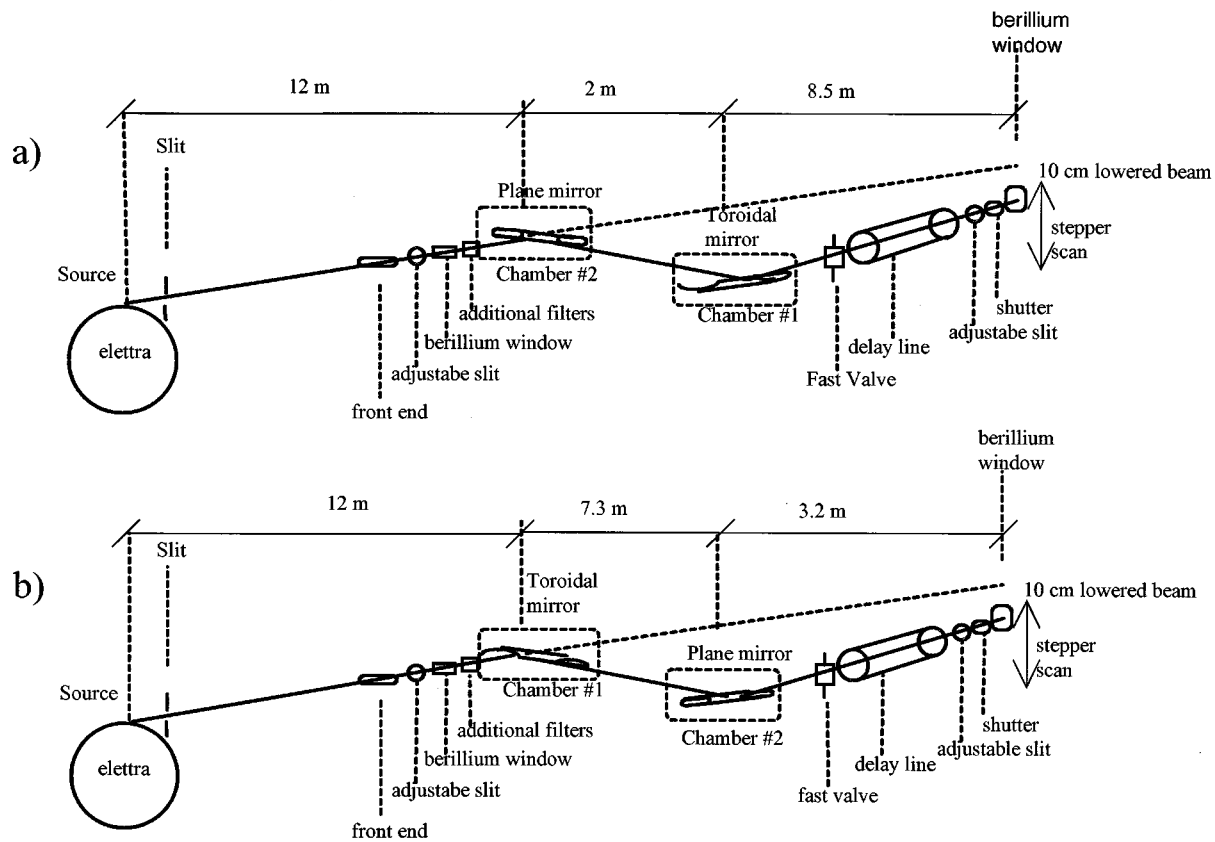 berillium
window
12 m
2 m
8.5 m
a)
Slit
10 cm lowered beam
Plane mirror
Toroidal
mirror
stepper
scan
Source
Chamber #2
elettra
additional filters
Chamber #1
shutter
berillium window
adjustabe slit
delay line
adjustabe slit
Fast Valve
front end
berillium
window
12 m
7.3 m
3.2 m
Slit
b)
Toroidal
mirror
10 cm lowered beam
Plane mirror
stepper
scan
Source
Chamber #1
elettra
additional filters
Chamber #2
shutter
berillium window
adjustable slit
delay line
adjustabe slit
fast valve
front end